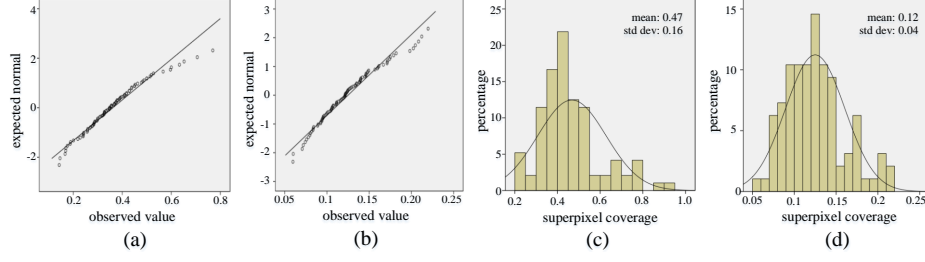 4
2
0
-2
expected normal
0.2
0.4
0.6
0.8
observed value
(a)
3
2
1
0
-1
-2
-3
expected normal
0.05
0.10
0.15
0.20
0.25
observed value
(b)
25
20
15
10
5
0
percentage
mean: 0.47
std dev: 0.16
0.2
0.4
0.6
0.8
1.0
superpixel coverage
(c)
15
10
5
0
percentage
mean: 0.12
std dev: 0.04
0.05
0.10
0.15
0.20
0.25
superpixel coverage
(d)